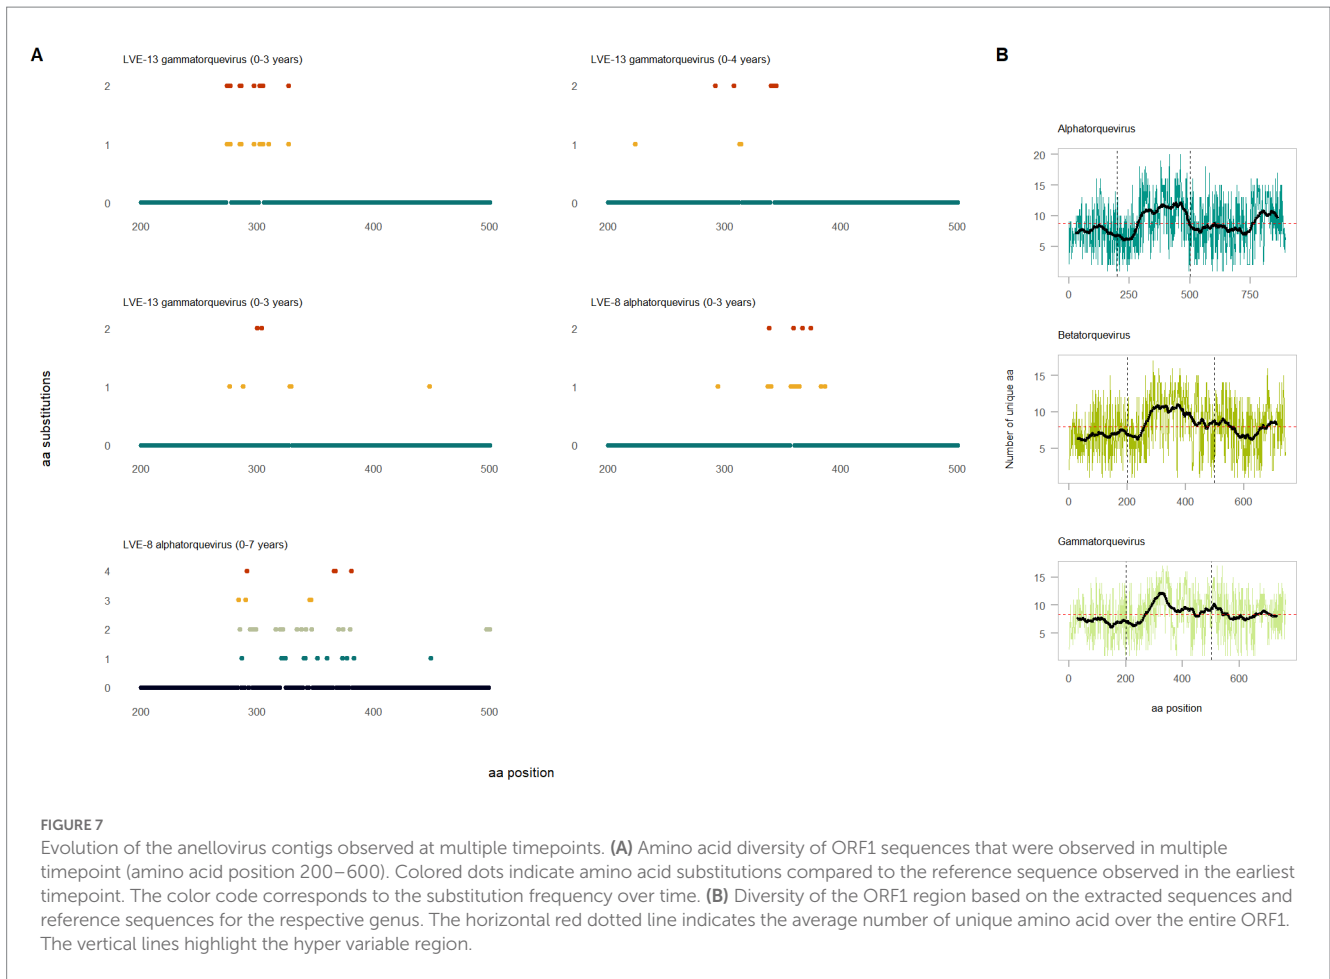 A
LVE-13 gammatorquevirus (0-3 years)
2
1
0
200 300 400 500
LVE-13 gammatorquevirus (0-4 years)
2
1
0
200 300 400 500
LVE-13 gammatorquevirus (0-3 years)
2
1
0
200 300 400 500
LVE-8 alphatorquevirus (0-3 years)
2
1
0
200 300 400 500
LVE-8 alphatorquevirus (0-7 years)
4
3
2
1
0
200 300 400 500
aa substitutions
aa position
B
Alphatorquevirus
20
15
10
5
0 250 500 750
Betatorquevirus
15
10
5
0 200 400 600
Gammatorquevirus
15
10
5
0 200 400 600
Number of unique aa
aa position
FIGURE 7
Evolution of the anellovirus contigs observed at multiple timepoints. (A) Amino acid diversity of ORF1 sequences that were observed in multiple
timepoint (amino acid position 200–600). Colored dots indicate amino acid substitutions compared to the reference sequence observed in the earliest
timepoint. The color code corresponds to the substitution frequency over time. (B) Diversity of the ORF1 region based on the extracted sequences and
reference sequences for the respective genus. The horizontal red dotted line indicates the average number of unique amino acid over the entire ORF1.
The vertical lines highlight the hyper variable region.